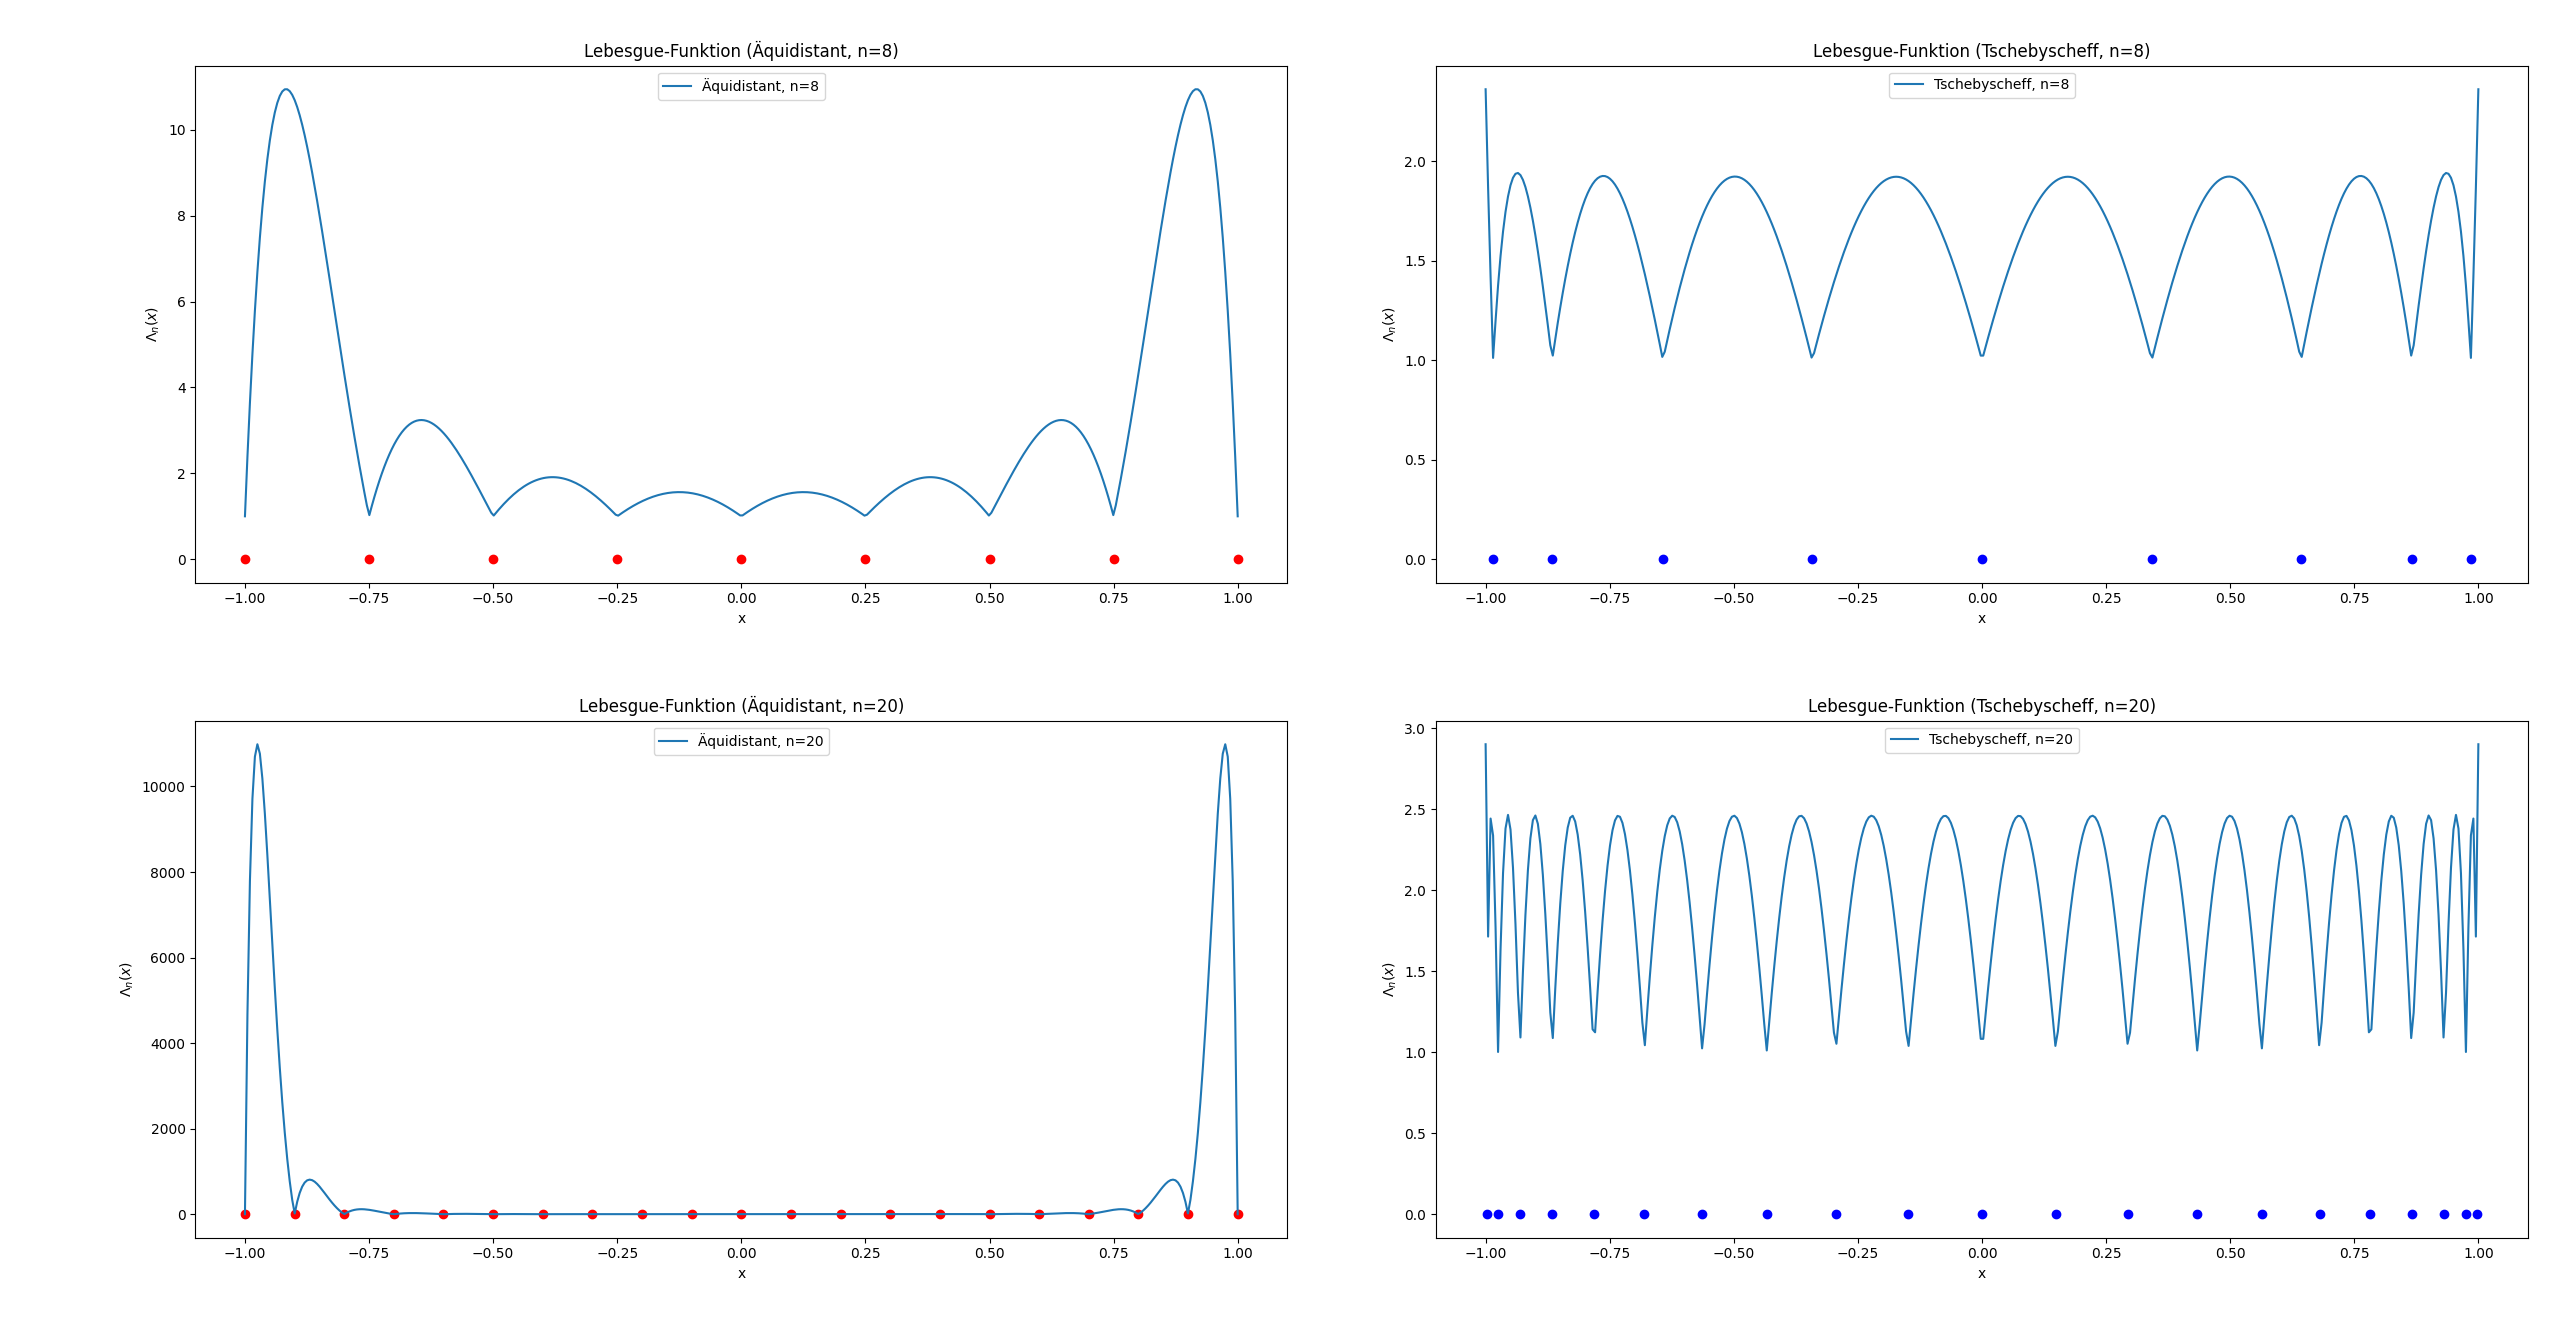 Lebesgue-Funktion (Äquidistant, n=8)
Äquidistant, n=8
10
8
6
4
2
0
Λn(x)
−1.00 −0.75 −0.50 −0.25 0.00 0.25 0.50 0.75 1.00
x
Lebesgue-Funktion (Tschebyscheff, n=8)
Tschebyscheff, n=8
2.0
1.5
1.0
0.5
0.0
Λn(x)
−1.00 −0.75 −0.50 −0.25 0.00 0.25 0.50 0.75 1.00
x
Lebesgue-Funktion (Äquidistant, n=20)
Äquidistant, n=20
10000
8000
6000
4000
2000
0
Λn(x)
−1.00 −0.75 −0.50 −0.25 0.00 0.25 0.50 0.75 1.00
x
Lebesgue-Funktion (Tschebyscheff, n=20)
Tschebyscheff, n=20
3.0
2.5
2.0
1.5
1.0
0.5
0.0
Λn(x)
−1.00 −0.75 −0.50 −0.25 0.00 0.25 0.50 0.75 1.00
x